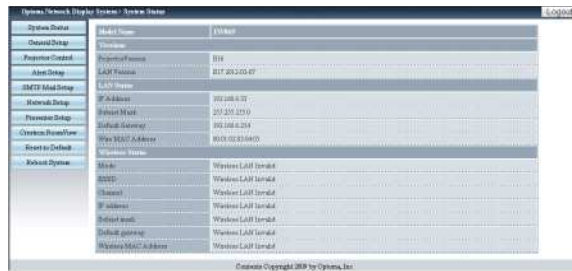 Optoma Network Display System > System Status
Logout
System Status
General Setup
Projector Control
Alert Setup
SMTP Mail Setup
Network Setup
Presenter Setup
Crestron RoomView
Reset to Default
Reboot System
Model Name
Versions
Projector Version
LAN Version
LAN Status
IP Address
Subnet Mask
Default Gateway
Wire MAC Address
Wireless Status
Mode Wireless LAN Invalid
ESSID Wireless LAN Invalid
Channel Wireless LAN Invalid
IP address Wireless LAN Invalid
Subnet mask Wireless LAN Invalid
Default gateway Wireless LAN Invalid
Wireless MAC Address Wireless LAN Invalid
Contents Copyright 2009 by Optoma, Inc.